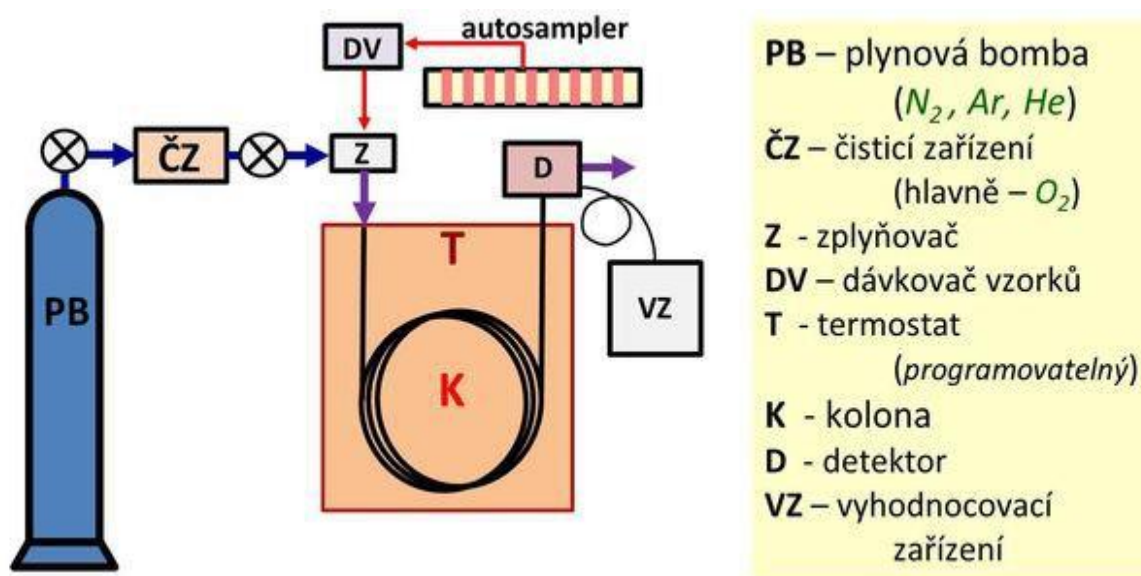 autosampler
DV
ČZ
Z
D
T
PB
VZ
K
PB – plynová bomba
(N2 , Ar, He)
ČZ – čisticí zařízení
(hlavně – O2)
Z - zplyňovač
DV – dávkovač vzorků
T - termostat
(programovatelný)
K - kolona
D - detektor
VZ – vyhodnocovací
zařízení